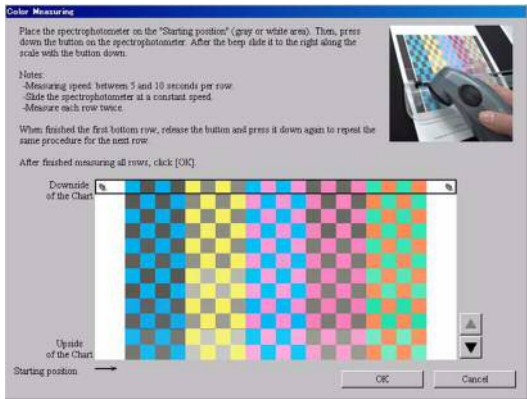 Color Measuring
Place the spectrophotometer on the "Starting position" (gray or white area). Then, press
down the button on the spectrophotometer. After the beep slide it to the right along the
scale with the button down.
Notes:
-Measuring speed: between 5 and 10 seconds per row.
-Slide the spectrophotometer at a constant speed.
-Measure each row twice.
When finished the first bottom row, release the button and press it down again to repeat the
same procedure for the next row.
After finished measuring all rows, click [OK].
Downside
of the Chart
Upside
of the Chart
Starting position
OK
Cancel